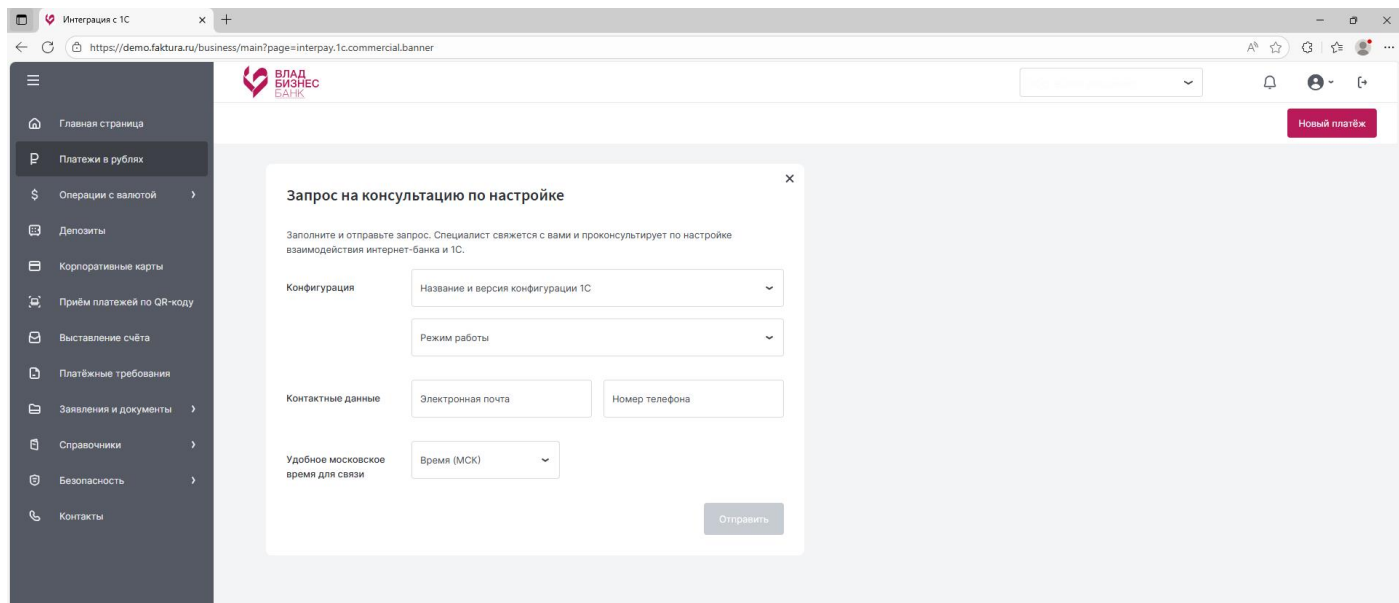 Интеграция с 1С
https://demo.faktura.ru/business/main?page=interpay.1c.commercial.banner
ВЛАД
БИЗНЕС
БАНК
Новый платёж
Главная страница
Платежи в рублях
Операции с валютой
Депозиты
Корпоративные карты
Приём платежей по QR-коду
Выставление счёта
Платёжные требования
Заявления и документы
Справочники
Безопасность
Контакты
Запрос на консультацию по настройке
Заполните и отправьте запрос. Специалист свяжется с вами и проконсультирует по настройке
взаимодействия интернет-банка и 1С.
Конфигурация
Название и версия конфигурации 1С
Режим работы
Контактные данные
Электронная почта
Номер телефона
Удобное московское
время для связи
Время (МСК)
Отправить